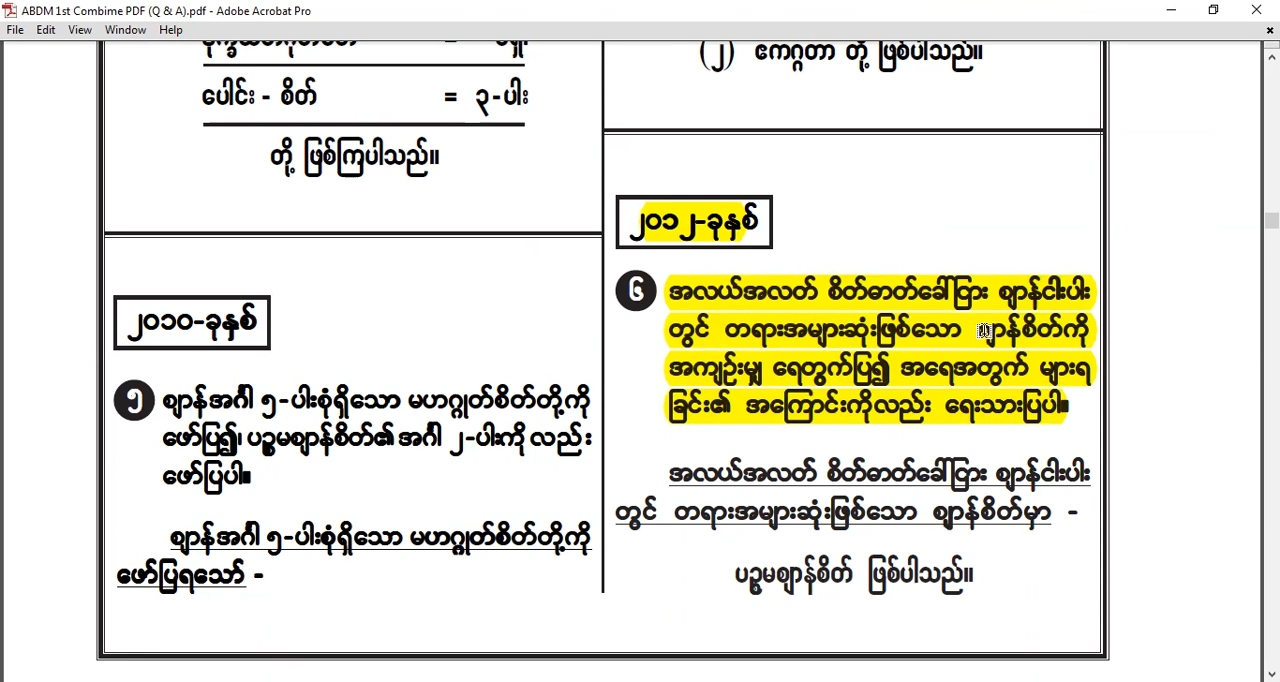 ABDM 1st Combime PDF (Q & A).pdf - Adobe Acrobat Pro
File Edit View Window Help
ပေါင်း - စိတ် = ၃-ပါး
တို့ ဖြစ်ကြပါသည်။
၂၀၁၀-ခုနှစ်
၅ ဈာန်အင်္ဂါ ၅-ပါးစုံရှိသော မဟဂ္ဂုတ်စိတ်တို့ကို
ဖော်ပြ၍၊ ပဉ္စမဈာန်စိတ်၏ အင်္ဂါ ၂-ပါးကို လည်း
ဖော်ပြပါ။
ဈာန်အင်္ဂါ ၅-ပါးစုံရှိသော မဟဂ္ဂုတ်စိတ်တို့ကို
ဖော်ပြရသော် -
(၂) ဧကဂ္ဂတာ တို့ ဖြစ်ပါသည်။
၂၀၁၂-ခုနှစ်
၆ အလယ်အလတ် စိတ်ဓာတ်ခေါ်ငြား ဈာန်ငါးပါး
တွင် တရားအများဆုံးဖြစ်သော ဈာန်စိတ်ကို
အကျဉ်းမျှ ရေတွက်ပြ၍ အရေအတွက် များရ
ခြင်း၏ အကြောင်းကိုလည်း ရေးသားပြပါ။
အလယ်အလတ် စိတ်ဓာတ်ခေါ်ငြား ဈာန်ငါးပါး
တွင် တရားအများဆုံးဖြစ်သော ဈာန်စိတ်မှာ -
ပဉ္စမဈာန်စိတ် ဖြစ်ပါသည်။